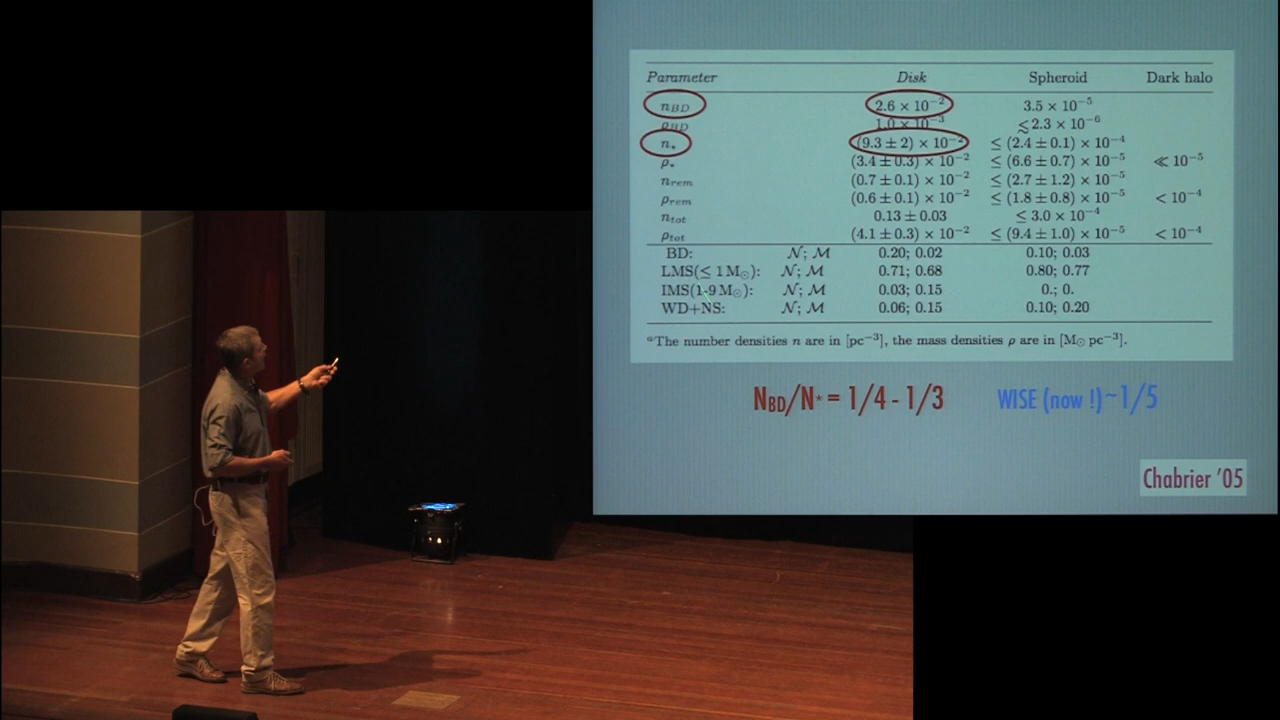 Parameter Disk Spheroid Dark halo
n_BD 2.6 × 10⁻² 3.5 × 10⁻⁵
ρ_BD 1.0 × 10⁻³ ≲ 2.3 × 10⁻⁶
n_* (9.3 ± 2) × 10⁻² ≤ (2.4 ± 0.1) × 10⁻⁴
ρ_* (3.4 ± 0.3) × 10⁻² ≤ (6.6 ± 0.7) × 10⁻⁵ ≪ 10⁻⁵
n_rem (0.7 ± 0.1) × 10⁻² ≤ (2.7 ± 1.2) × 10⁻⁵
ρ_rem (0.6 ± 0.1) × 10⁻² ≤ (1.8 ± 0.8) × 10⁻⁵ < 10⁻⁴
n_tot 0.13 ± 0.03 ≤ 3.0 × 10⁻⁴
ρ_tot (4.1 ± 0.3) × 10⁻² ≤ (9.4 ± 1.0) × 10⁻⁵ < 10⁻⁴
BD: 𝒩; ℳ 0.20; 0.02 0.10; 0.03
LMS(≤ 1 M⊙): 𝒩; ℳ 0.71; 0.68 0.80; 0.77
IMS(1-9 M⊙): 𝒩; ℳ 0.03; 0.15 0.; 0.
WD+NS: 𝒩; ℳ 0.06; 0.15 0.10; 0.20
ᵃThe number densities n are in [pc⁻³], the mass densities ρ are in [M⊙ pc⁻³].
N_BD/N* = 1/4 - 1/3 WISE (now !)~1/5
Chabrier '05